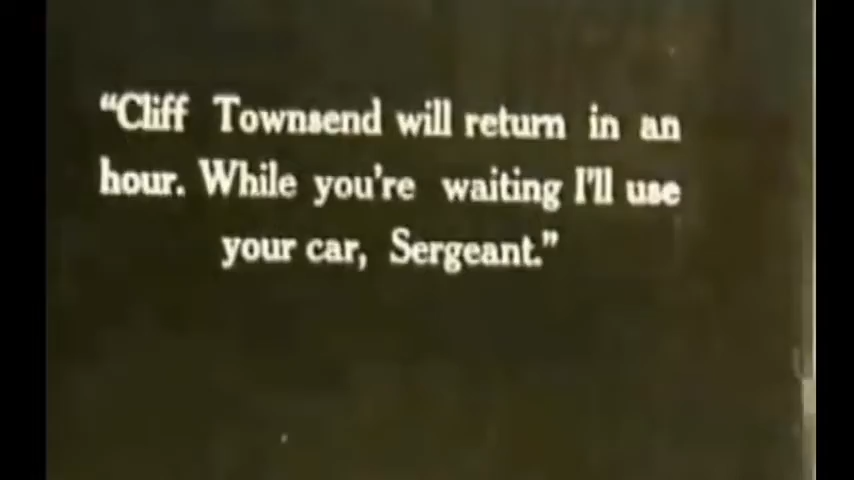 “Cliff Townsend will return in an
hour. While you're waiting I'll use
your car, Sergeant.”